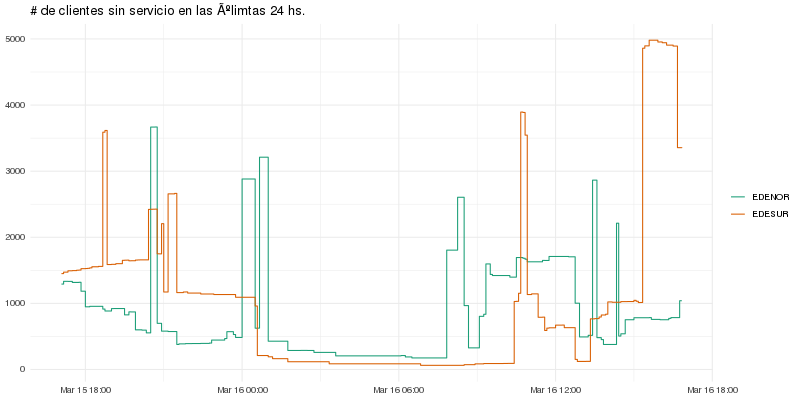 # de clientes sin servicio en las Ãºlimtas 24 hs.
5000
4000
3000
2000
1000
0
Mar 15 18:00
Mar 16 00:00
Mar 16 06:00
Mar 16 12:00
Mar 16 18:00
EDENOR
EDESUR